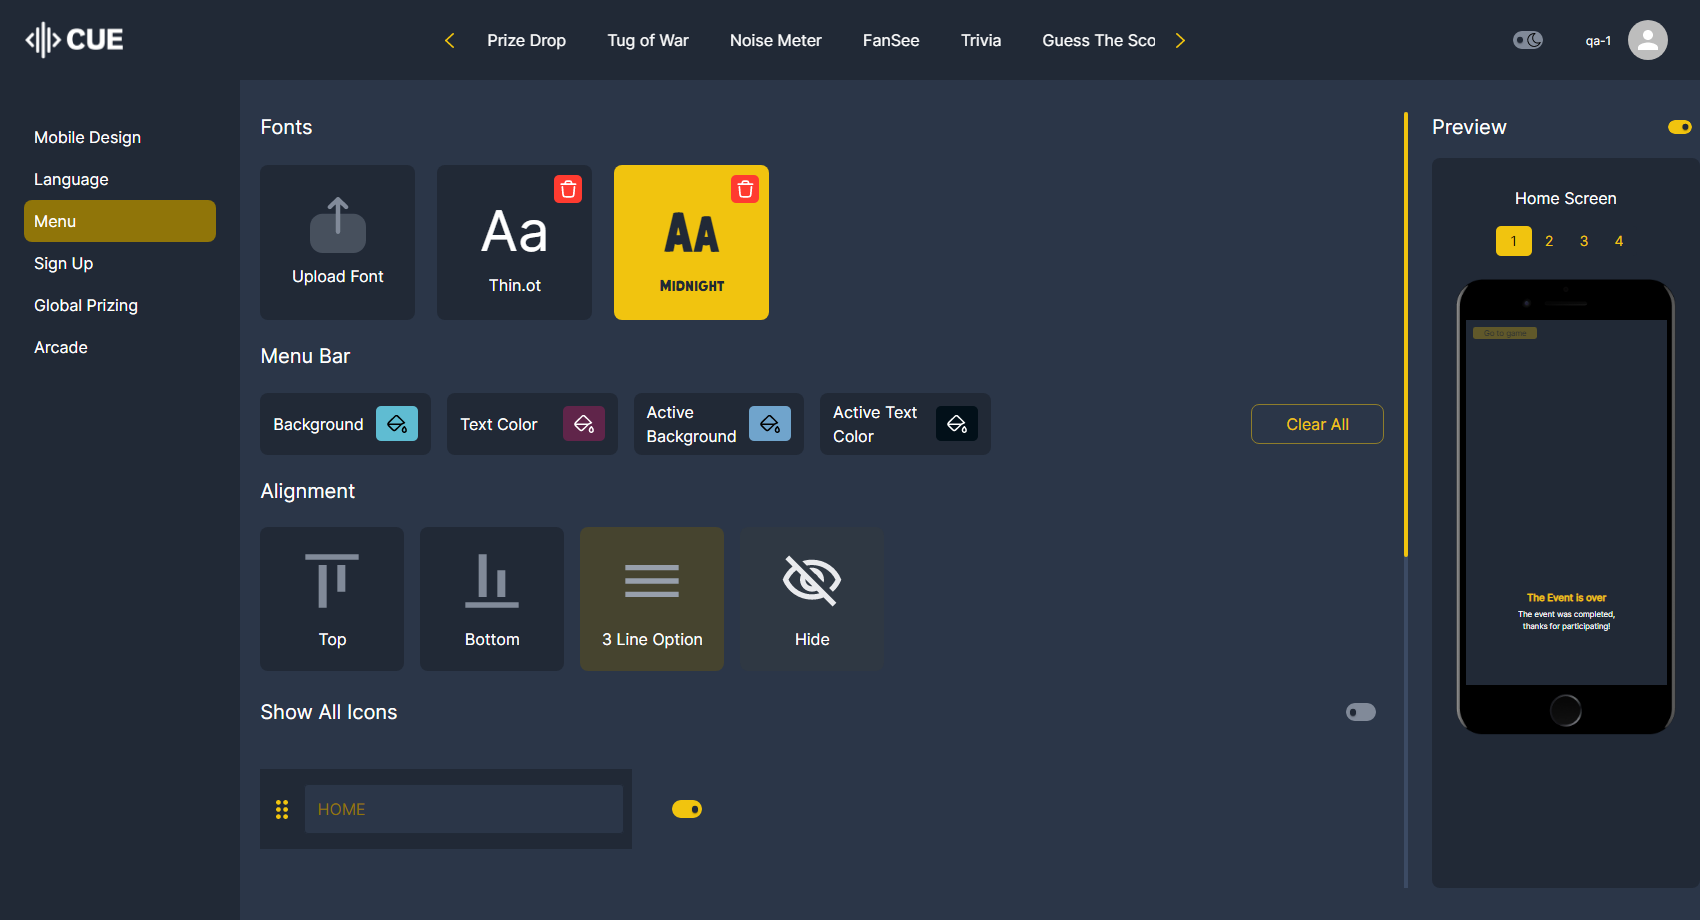 CUE
Prize Drop
Tug of War
Noise Meter
FanSee
Trivia
Guess The Sco
qa-1
Mobile Design
Language
Menu
Sign Up
Global Prizing
Arcade
Fonts
Upload Font
Aa
Thin.ot
AA
MIDNIGHT
Menu Bar
Background
Text Color
Active
Background
Active Text
Color
Clear All
Alignment
Top
Bottom
3 Line Option
Hide
Show All Icons
HOME
Preview
Home Screen
1 2 3 4
Go to game
The Event is over
The event was completed,
thanks for participating!